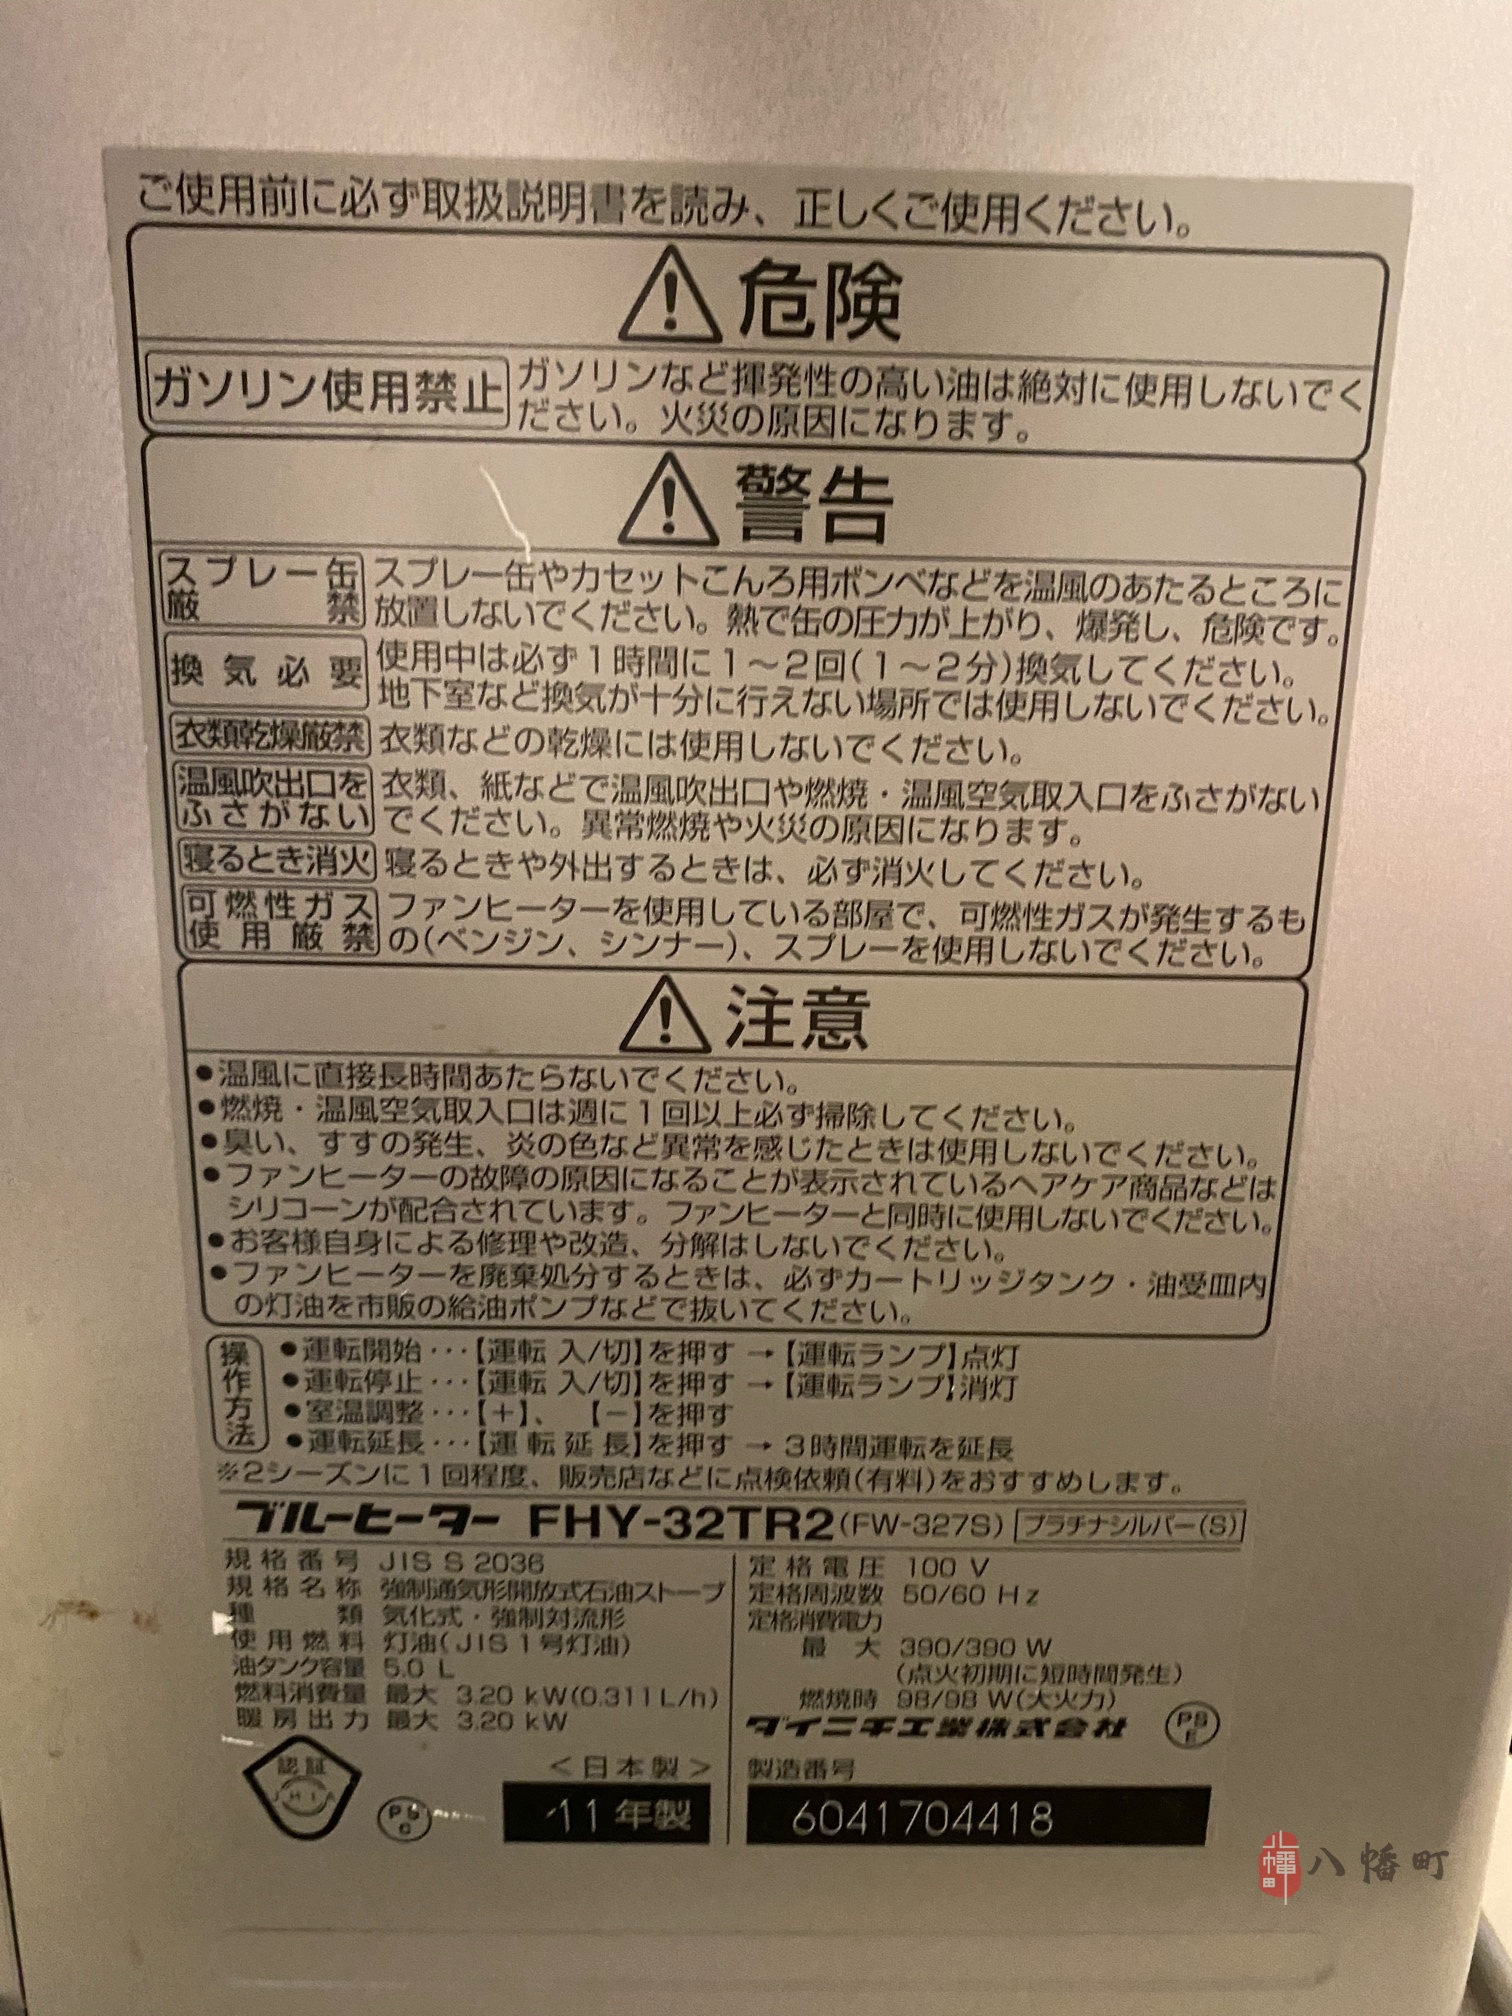 ご使用前に必ず取扱説明書を読み、正しくご使用ください。
危険
ガソリン使用禁止
ガソリンなど揮発性の高い油は絶対に使用しないでく
ださい。火災の原因になります。
警告
スプレー缶
厳禁
スプレー缶やカセットこんろ用ボンベなどを温風のあたるところに
放置しないでください。熱で缶の圧力が上がり、爆発し、危険です。
換気必要
使用中は必ず1時間に1～2回(1～2分)換気してください。
地下室など換気が十分に行えない場所では使用しないでください。
衣類乾燥厳禁
衣類などの乾燥には使用しないでください。
温風吹出口を
ふさがない
衣類、紙などで温風吹出口や燃焼・温風空気取入口をふさがない
でください。異常燃焼や火災の原因になります。
寝るとき消火
寝るときや外出するときは、必ず消火してください。
可燃性ガス
使用厳禁
ファンヒーターを使用している部屋で、可燃性ガスが発生するも
の(ベンジン、シンナー)、スプレーを使用しないでください。
注意
●温風に直接長時間あたらないでください。
●燃焼・温風空気取入口は週に1回以上必ず掃除してください。
●臭い、すすの発生、炎の色など異常を感じたときは使用しないでください。
●ファンヒーターの故障の原因になることが表示されているヘアケア商品などは
シリコーンが配合されています。ファンヒーターと同時に使用しないでください。
●お客様自身による修理や改造、分解はしないでください。
●ファンヒーターを廃棄処分するときは、必ずカートリッジタンク・油受皿内
の灯油を市販の給油ポンプなどで抜いてください。
操作方法
●運転開始･･･【運転 入/切】を押す → 【運転ランプ】点灯
●運転停止･･･【運転 入/切】を押す → 【運転ランプ】消灯
●室温調整･･･【＋】、【－】を押す
●運転延長･･･【運転延長】を押す → 3時間運転を延長
※2シーズンに1回程度、販売店などに点検依頼(有料)をおすすめします。
ブルーヒーター FHY-32TR2(FW-327S) プラチナシルバー(S)
規格番号 JIS S 2036
規格名称 強制通気形開放式石油ストーブ
種類 気化式・強制対流形
使用燃料 灯油(JIS1号灯油)
油タンク容量 5.0 L
燃料消費量 最大 3.20 kW(0.311L/h)
暖房出力 最大 3.20 kW
認証
JHIA
PSC
<日本製>
11年製
定格電圧 100 V
定格周波数 50/60 Hz
定格消費電力
最大 390/390 W
(点火初期に短時間発生)
燃焼時 98/98 W(大火力)
ダイニチ工業株式会社
PSE
製造番号
6041704418
八幡町
八幡町